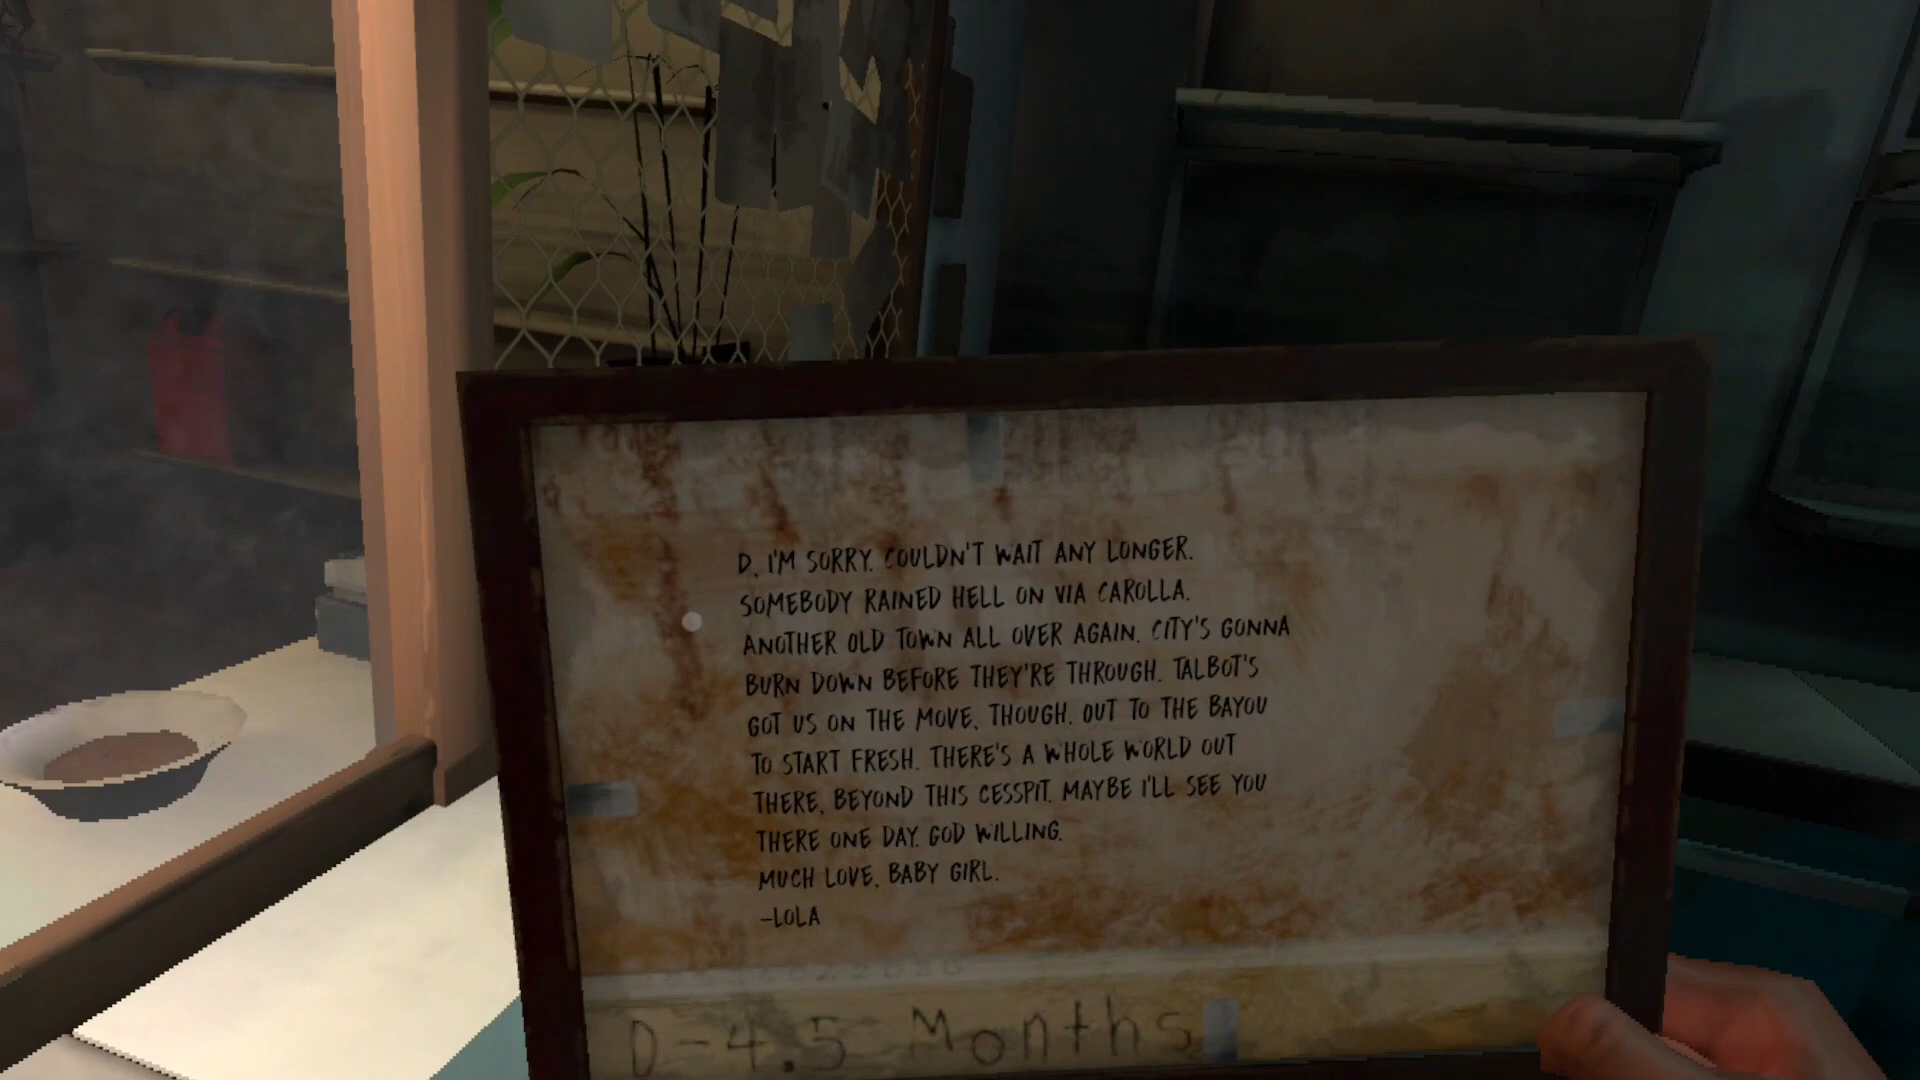 D, I'M SORRY. COULDN'T WAIT ANY LONGER.
SOMEBODY RAINED HELL ON VIA CAROLLA.
ANOTHER OLD TOWN ALL OVER AGAIN. CITY'S GONNA
BURN DOWN BEFORE THEY'RE THROUGH. TALBOT'S
GOT US ON THE MOVE, THOUGH. OUT TO THE BAYOU
TO START FRESH. THERE'S A WHOLE WORLD OUT
THERE, BEYOND THIS CESSPIT. MAYBE I'LL SEE YOU
THERE ONE DAY. GOD WILLING.
MUCH LOVE, BABY GIRL.
-LOLA
D-4.5 Months